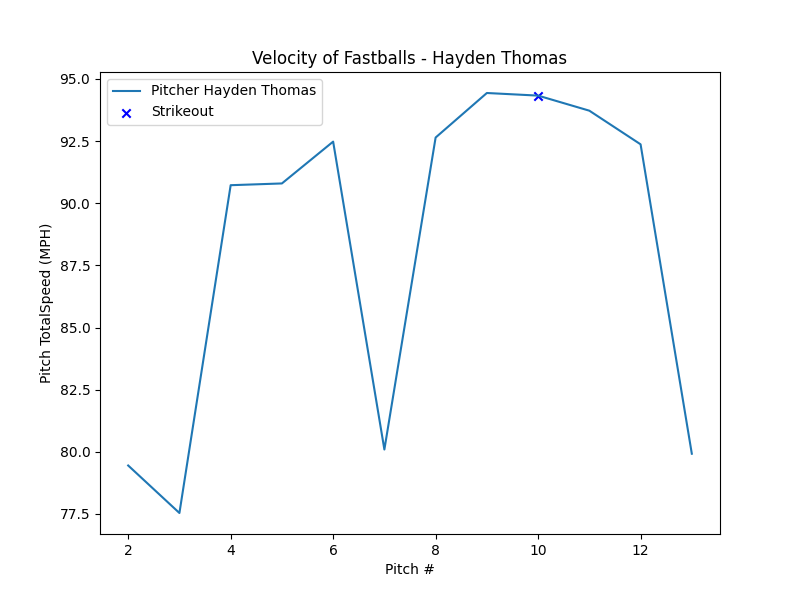 Velocity of Fastballs - Hayden Thomas
Pitcher Hayden Thomas
Strikeout
Pitch TotalSpeed (MPH)
95.0
92.5
90.0
87.5
85.0
82.5
80.0
77.5
2 4 6 8 10 12
Pitch #